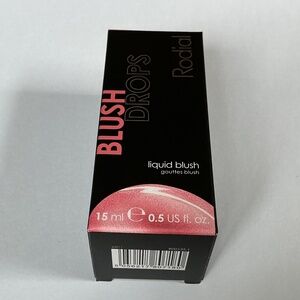 BLUSH
DROPS
Rodial
liquid blush
gouttes blush
15 ml ℮ 0.5 US fl. oz.